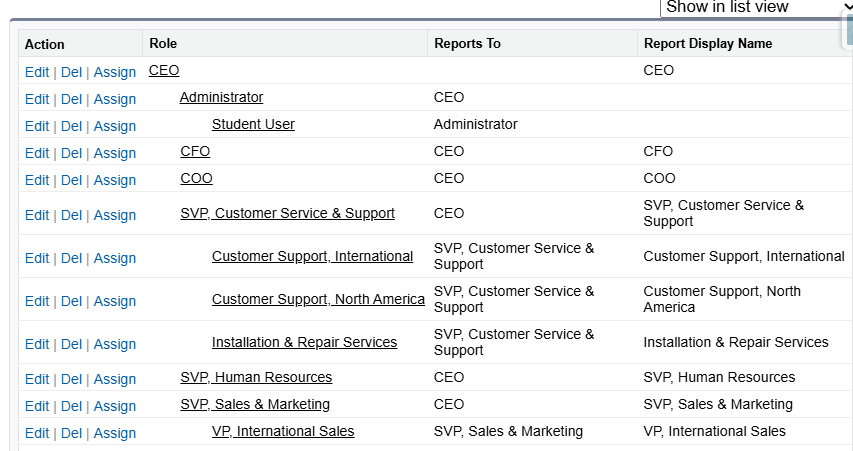 Show in list view
Action Role Reports To Report Display Name
Edit | Del | Assign CEO CEO
Edit | Del | Assign Administrator CEO
Edit | Del | Assign Student User Administrator
Edit | Del | Assign CFO CEO CFO
Edit | Del | Assign COO CEO COO
Edit | Del | Assign SVP, Customer Service & Support CEO SVP, Customer Service &
Support
Edit | Del | Assign Customer Support, International SVP, Customer Service & Customer Support, International
Support
Edit | Del | Assign Customer Support, North America SVP, Customer Service & Customer Support, North
Support America
Edit | Del | Assign Installation & Repair Services SVP, Customer Service & Installation & Repair Services
Support
Edit | Del | Assign SVP, Human Resources CEO SVP, Human Resources
Edit | Del | Assign SVP, Sales & Marketing CEO SVP, Sales & Marketing
Edit | Del | Assign VP, International Sales SVP, Sales & Marketing VP, International Sales